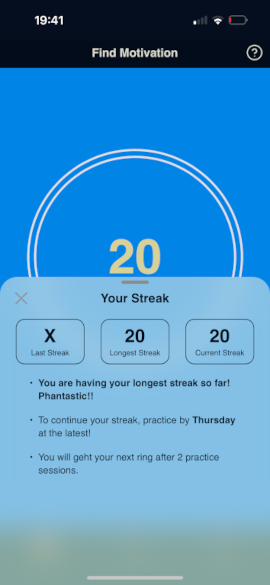 19:41
Find Motivation
?
20
Your Streak
X
Last Streak
20
Longest Streak
20
Current Streak
• You are having your longest streak so far!
Phantastic!!
• To continue your streak, practice by Thursday
at the latest!
• You will geht your next ring after 2 practice
sessions.